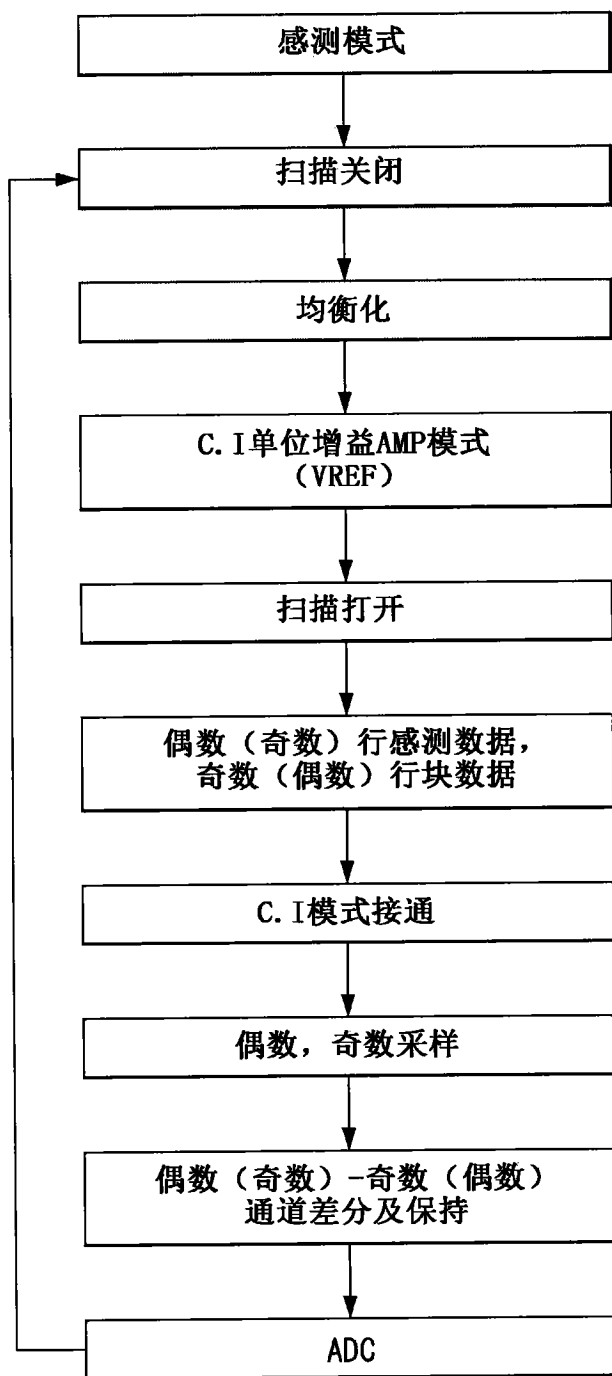 感测模式
扫描关闭
均衡化
C.I单位增益AMP模式
（VREF）
扫描打开
偶数（奇数）行感测数据，
奇数（偶数）行块数据
C.I模式接通
偶数，奇数采样
偶数（奇数）-奇数（偶数）
通道差分及保持
ADC